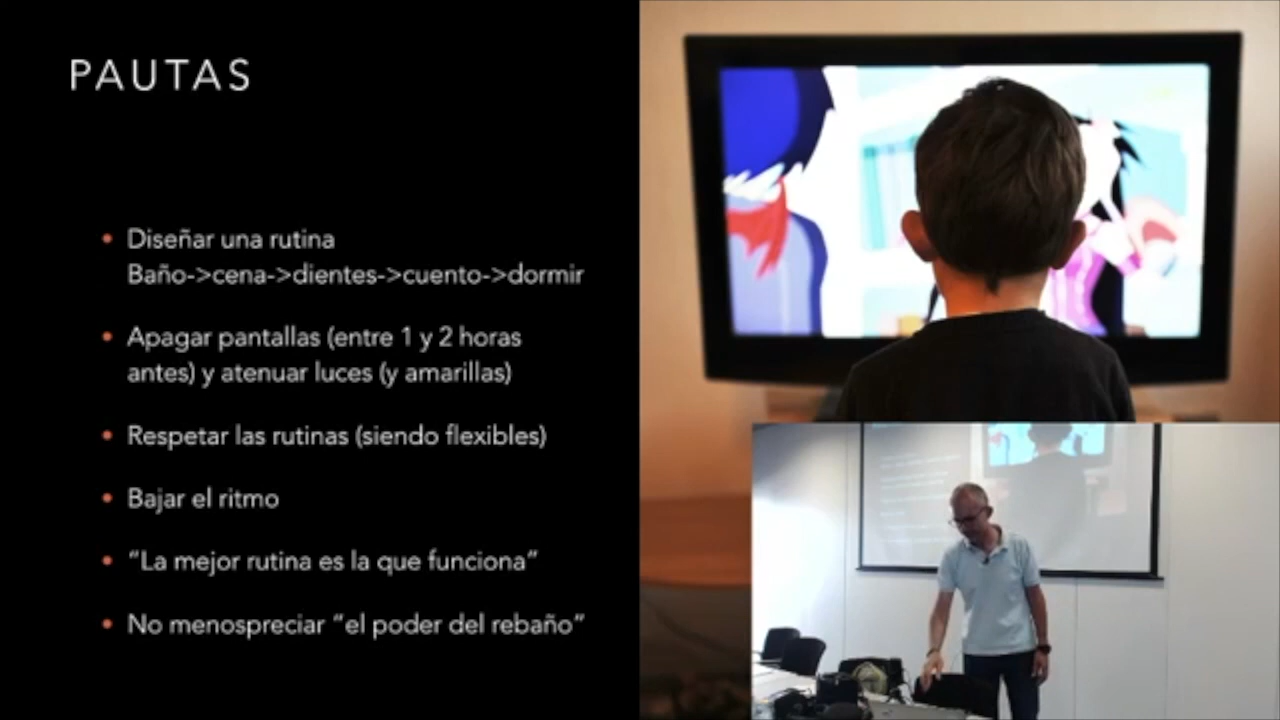 PAUTAS
• Diseñar una rutina
Baño->cena->dientes->cuento->dormir
• Apagar pantallas (entre 1 y 2 horas
antes) y atenuar luces (y amarillas)
• Respetar las rutinas (siendo flexibles)
• Bajar el ritmo
• “La mejor rutina es la que funciona”
• No menospreciar “el poder del rebaño”